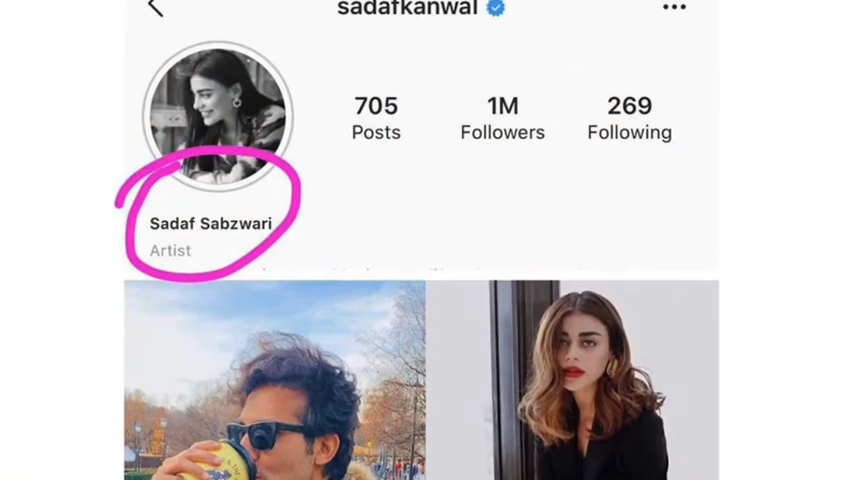 sadafkanwal
705 1M 269
Posts Followers Following
Sadaf Sabzwari
Artist